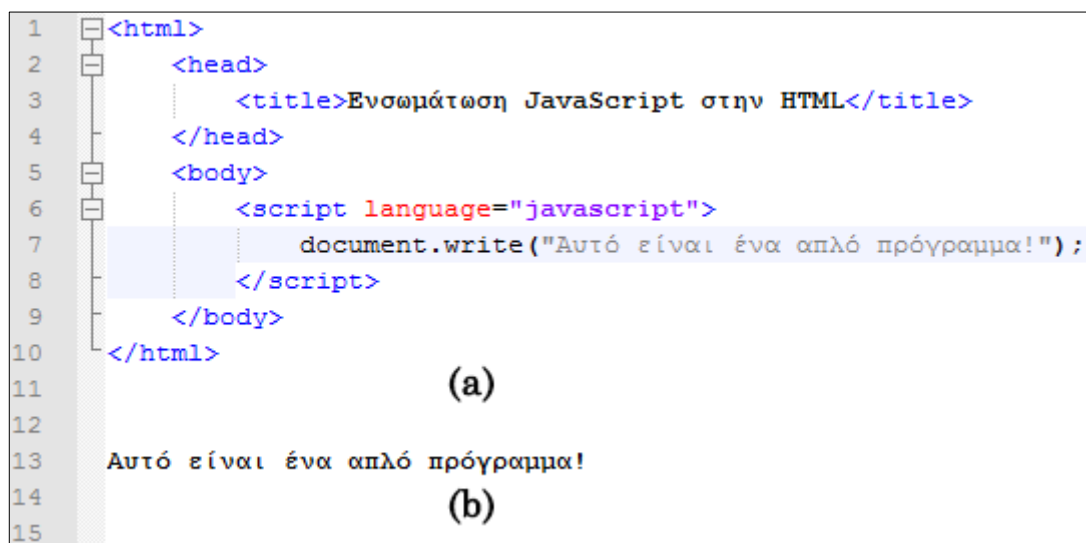 1 <html>
2 <head>
3 <title>Ενσωμάτωση JavaScript στην HTML</title>
4 </head>
5 <body>
6 <script language="javascript">
7 document.write("Αυτό είναι ένα απλό πρόγραμμα!");
8 </script>
9 </body>
10 </html>
11 (a)
12
13 Αυτό είναι ένα απλό πρόγραμμα!
14 (b)
15